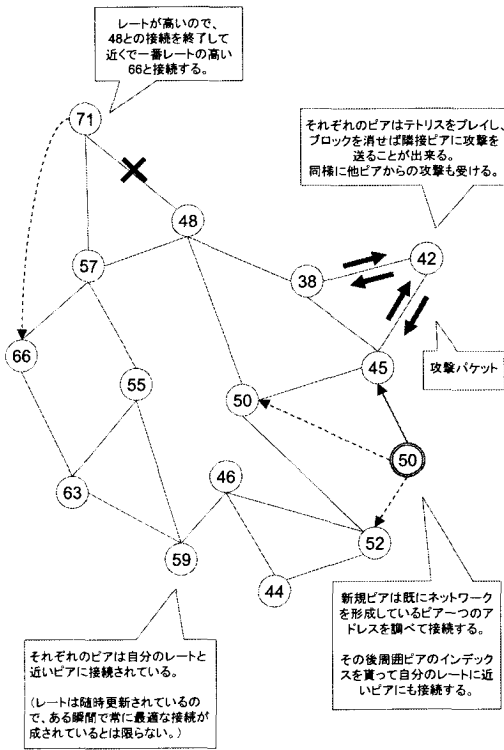 レートが高いので、
48との接続を終了して
近くで一番レートの高い
66と接続する。
71
それぞれのピアはテトリスをプレイし、
ブロックを消せば隣接ピアに攻撃を
送ることが出来る。
同様に他ピアからの攻撃も受ける。
48
42
57
38
66
45
攻撃パケット
55
50
50
46
63
52
59
44
新規ピアは既にネットワーク
を形成しているピア一つのア
ドレスを調べて接続する。
その後周囲ピアのインデック
スを貰って自分のレートに近
いピアにも接続する。
それぞれのピアは自分のレートと
近いピアに接続されている。
(レートは随時更新されているの
で、ある瞬間で常に最適な接続が
成されているとは限らない。)